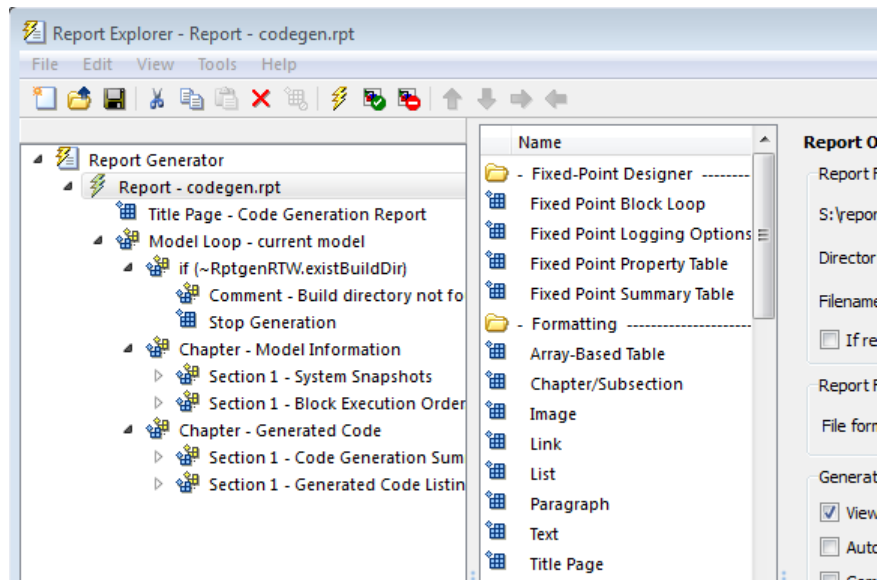 Report Explorer - Report - codegen.rpt
File Edit View Tools Help
Report Generator
Report - codegen.rpt
Title Page - Code Generation Report
Model Loop - current model
if (~RptgenRTW.existBuildDir)
Comment - Build directory not fo
Stop Generation
Chapter - Model Information
Section 1 - System Snapshots
Section 1 - Block Execution Order
Chapter - Generated Code
Section 1 - Code Generation Sum
Section 1 - Generated Code Listin
Name
- Fixed-Point Designer --------
Fixed Point Block Loop
Fixed Point Logging Options
Fixed Point Property Table
Fixed Point Summary Table
- Formatting ---------------------
Array-Based Table
Chapter/Subsection
Image
Link
List
Paragraph
Text
Title Page
Report O
Report F
S:\repor
Director
Filename
If re
Report F
File form
Generat
View
Auto